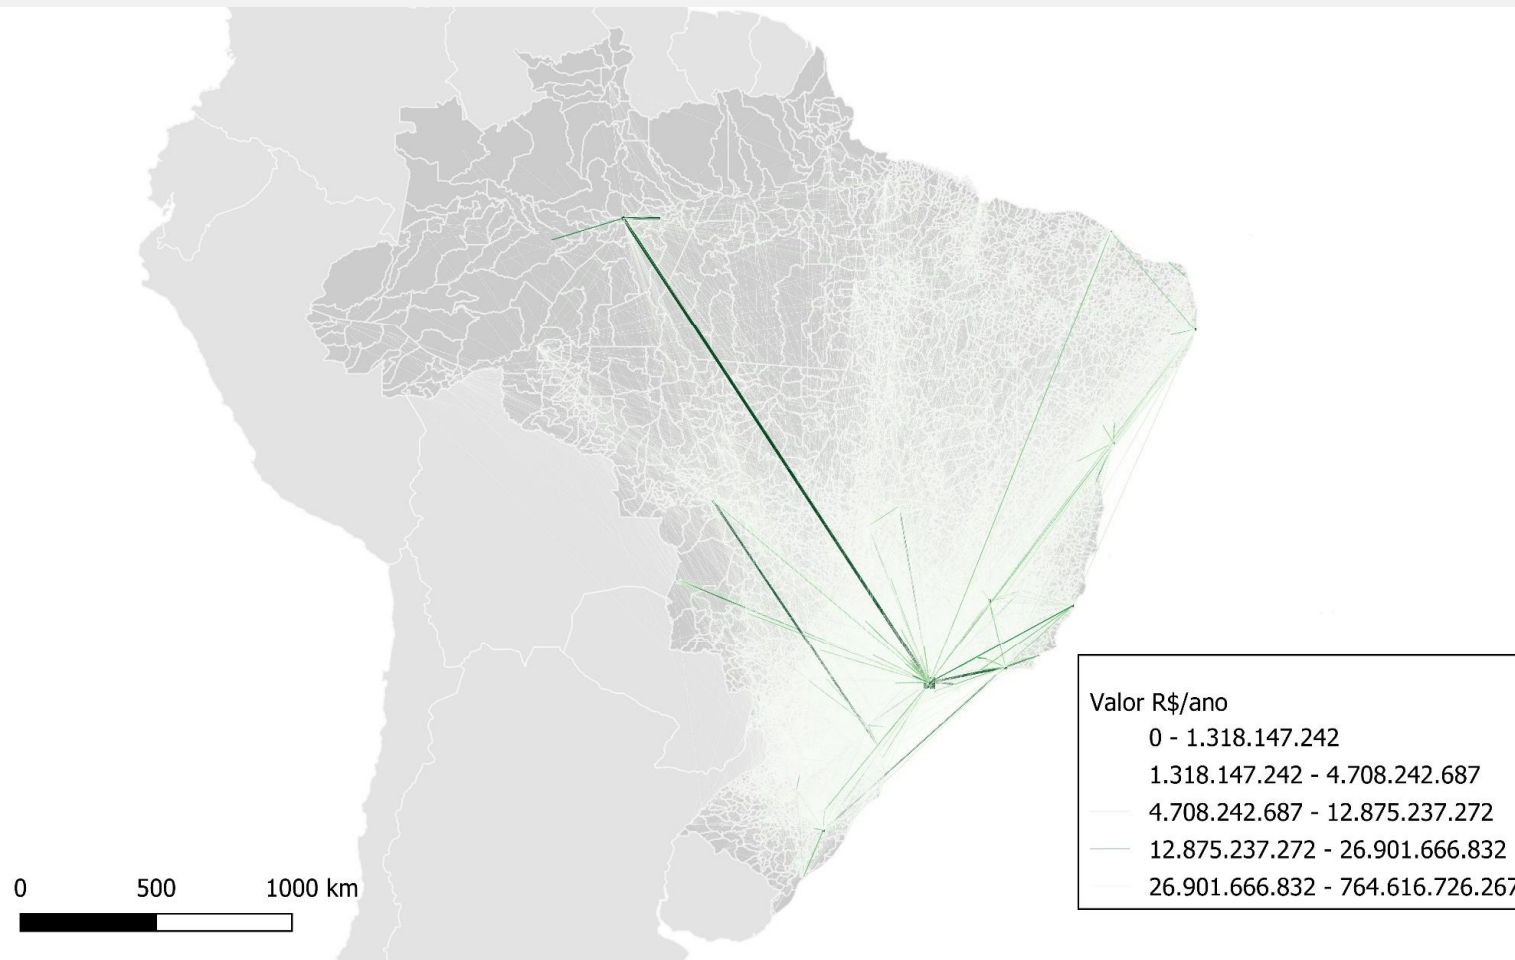 Valor R$/ano
0 - 1.318.147.242
1.318.147.242 - 4.708.242.687
4.708.242.687 - 12.875.237.272
12.875.237.272 - 26.901.666.832
26.901.666.832 - 764.616.726.267
0 500 1000 km